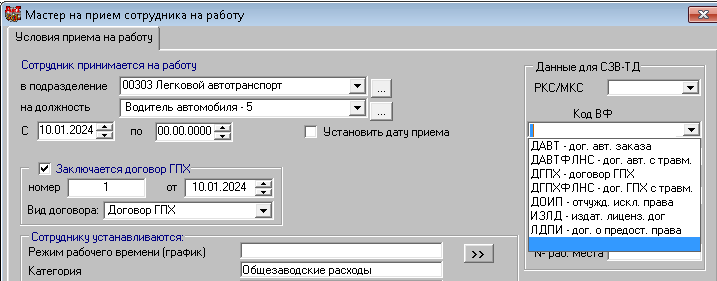 Мастер на прием сотрудника на работу
Условия приема на работу
Сотрудник принимается на работу
в подразделение 00303 Легковой автотранспорт ...
на должность Водитель автомобиля - 5 ...
С 10.01.2024 по 00.00.0000 Установить дату приема
Заключается договор ГПХ
номер 1 от 10.01.2024
Вид договора: Договор ГПХ
Сотруднику устанавливаются:
Режим рабочего времени (график) >>
Категория Общезаводские расходы
Данные для СЗВ-ТД
РКС/МКС
Код ВФ
ДАВТ - дог. авт. заказа
ДАВТФЛНС - дог. авт. с травм.
ДГПХ - договор ГПХ
ДГПХФЛНС - дог. ГПХ с травм.
ДОИП - отчужд. искл. права
ИЗЛД - издат. лиценз. дог
ЛДПИ - дог. о предост. права
N° раб. места